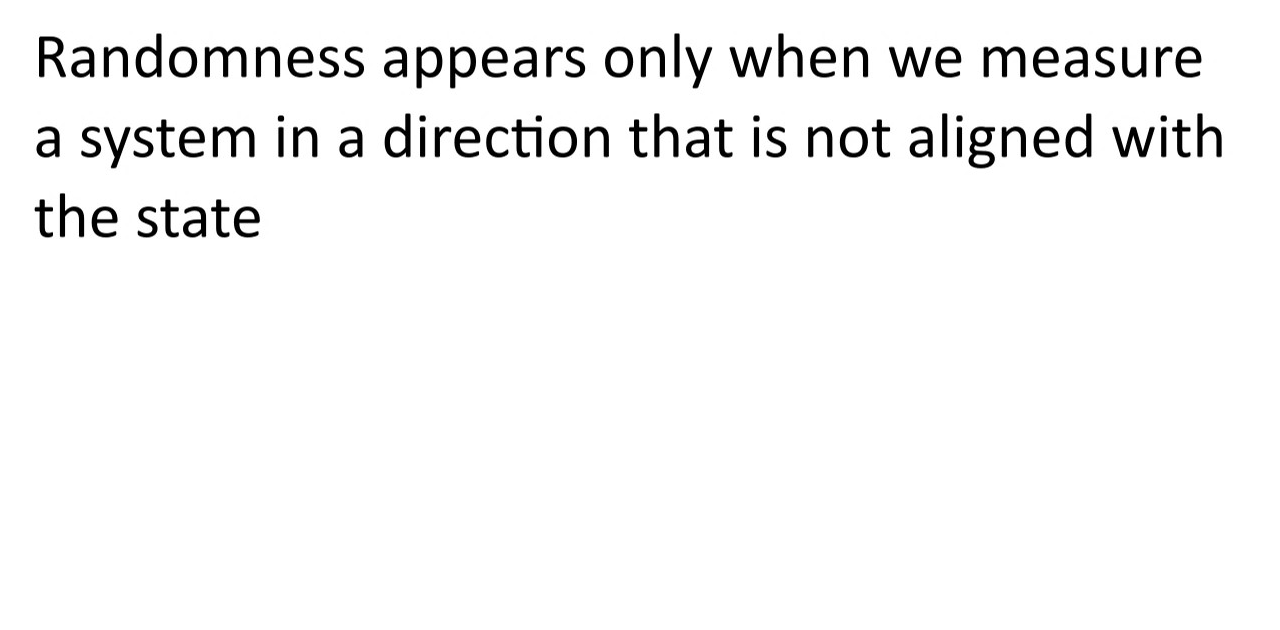 Randomness appears only when we measure
a system in a direction that is not aligned with
the state